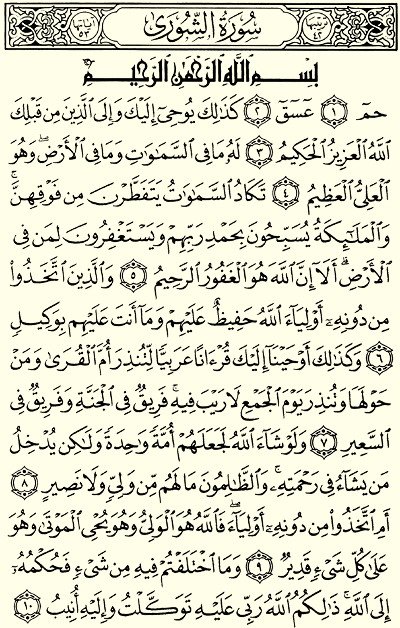 ترتيبها ٤٢ سُورَةُ الشُّورَىٰ آياتها ٥٣
بِسْمِ اللَّهِ الرَّحْمَٰنِ الرَّحِيمِ
حمٓ ۝١ عٓسٓقٓ ۝٢ كَذَٰلِكَ يُوحِىٓ إِلَيْكَ وَإِلَى ٱلَّذِينَ مِن قَبْلِكَ
ٱللَّهُ ٱلْعَزِيزُ ٱلْحَكِيمُ ۝٣ لَهُۥ مَا فِى ٱلسَّمَٰوَٰتِ وَمَا فِى ٱلْأَرْضِ ۖ وَهُوَ
ٱلْعَلِىُّ ٱلْعَظِيمُ ۝٤ تَكَادُ ٱلسَّمَٰوَٰتُ يَتَفَطَّرْنَ مِن فَوْقِهِنَّ ۚ
وَٱلْمَلَٰٓئِكَةُ يُسَبِّحُونَ بِحَمْدِ رَبِّهِمْ وَيَسْتَغْفِرُونَ لِمَن فِى
ٱلْأَرْضِ ۗ أَلَآ إِنَّ ٱللَّهَ هُوَ ٱلْغَفُورُ ٱلرَّحِيمُ ۝٥ وَٱلَّذِينَ ٱتَّخَذُوا۟
مِن دُونِهِۦٓ أَوْلِيَآءَ ٱللَّهُ حَفِيظٌ عَلَيْهِمْ وَمَآ أَنتَ عَلَيْهِم بِوَكِيلٍ
۝٦ وَكَذَٰلِكَ أَوْحَيْنَآ إِلَيْكَ قُرْءَانًا عَرَبِيًّا لِّتُنذِرَ أُمَّ ٱلْقُرَىٰ وَمَنْ
حَوْلَهَا وَتُنذِرَ يَوْمَ ٱلْجَمْعِ لَا رَيْبَ فِيهِ ۚ فَرِيقٌ فِى ٱلْجَنَّةِ وَفَرِيقٌ فِى
ٱلسَّعِيرِ ۝٧ وَلَوْ شَآءَ ٱللَّهُ لَجَعَلَهُمْ أُمَّةً وَٰحِدَةً وَلَٰكِن يُدْخِلُ
مَن يَشَآءُ فِى رَحْمَتِهِۦ ۚ وَٱلظَّٰلِمُونَ مَا لَهُم مِّن وَلِىٍّ وَلَا نَصِيرٍ ۝٨
أَمِ ٱتَّخَذُوا۟ مِن دُونِهِۦٓ أَوْلِيَآءَ ۖ فَٱللَّهُ هُوَ ٱلْوَلِىُّ وَهُوَ يُحْىِ ٱلْمَوْتَىٰ وَهُوَ
عَلَىٰ كُلِّ شَىْءٍ قَدِيرٌ ۝٩ وَمَا ٱخْتَلَفْتُمْ فِيهِ مِن شَىْءٍ فَحُكْمُهُۥٓ
إِلَى ٱللَّهِ ۚ ذَٰلِكُمُ ٱللَّهُ رَبِّى عَلَيْهِ تَوَكَّلْتُ وَإِلَيْهِ أُنِيبُ ۝١٠